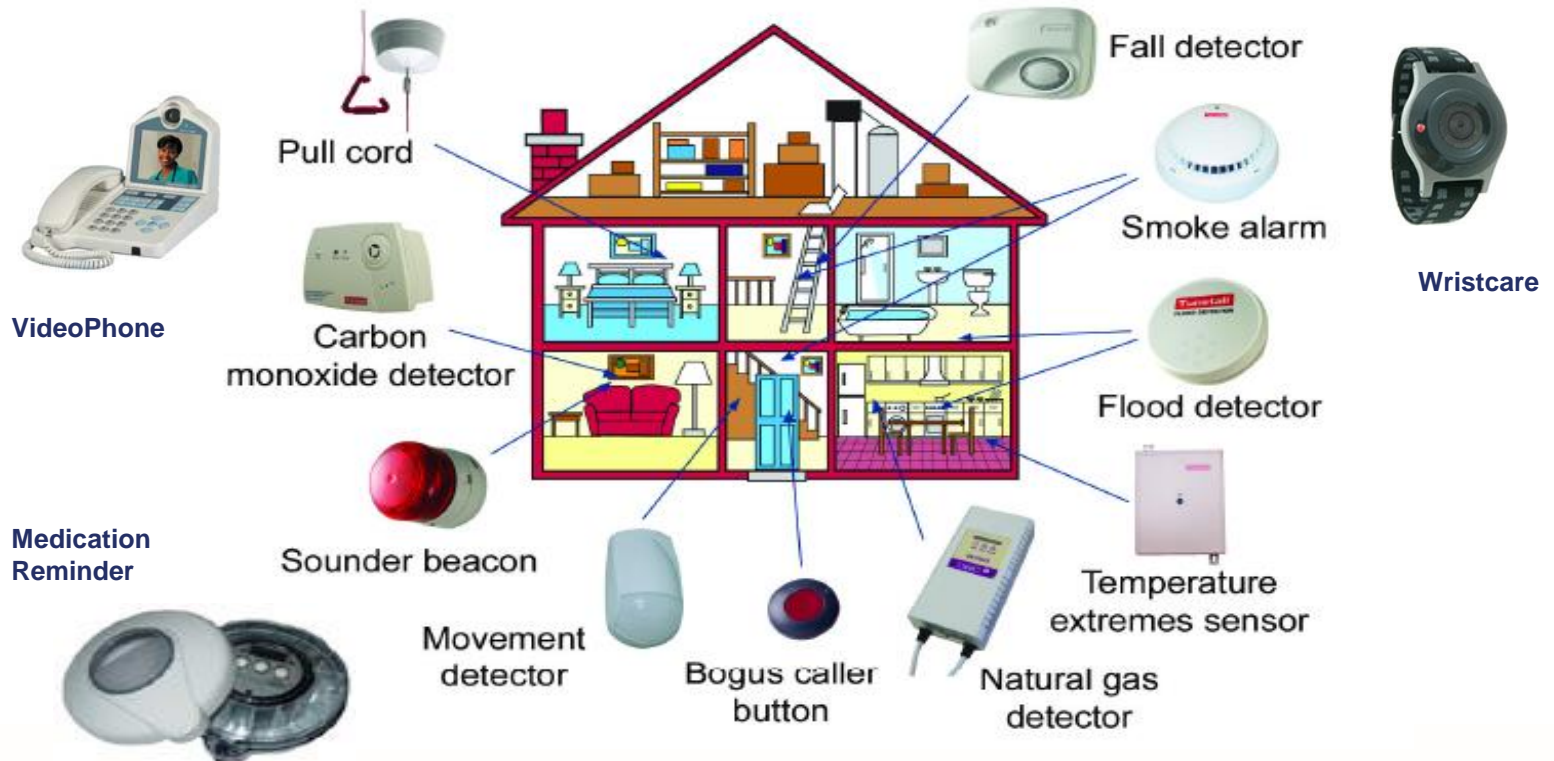 Fall detector
Pull cord
Smoke alarm
Wristcare
VideoPhone
Carbon
monoxide detector
Tunstall
Flood detector
Sounder beacon
Medication
Reminder
Temperature
extremes sensor
Movement
detector
Bogus caller
button
Natural gas
detector